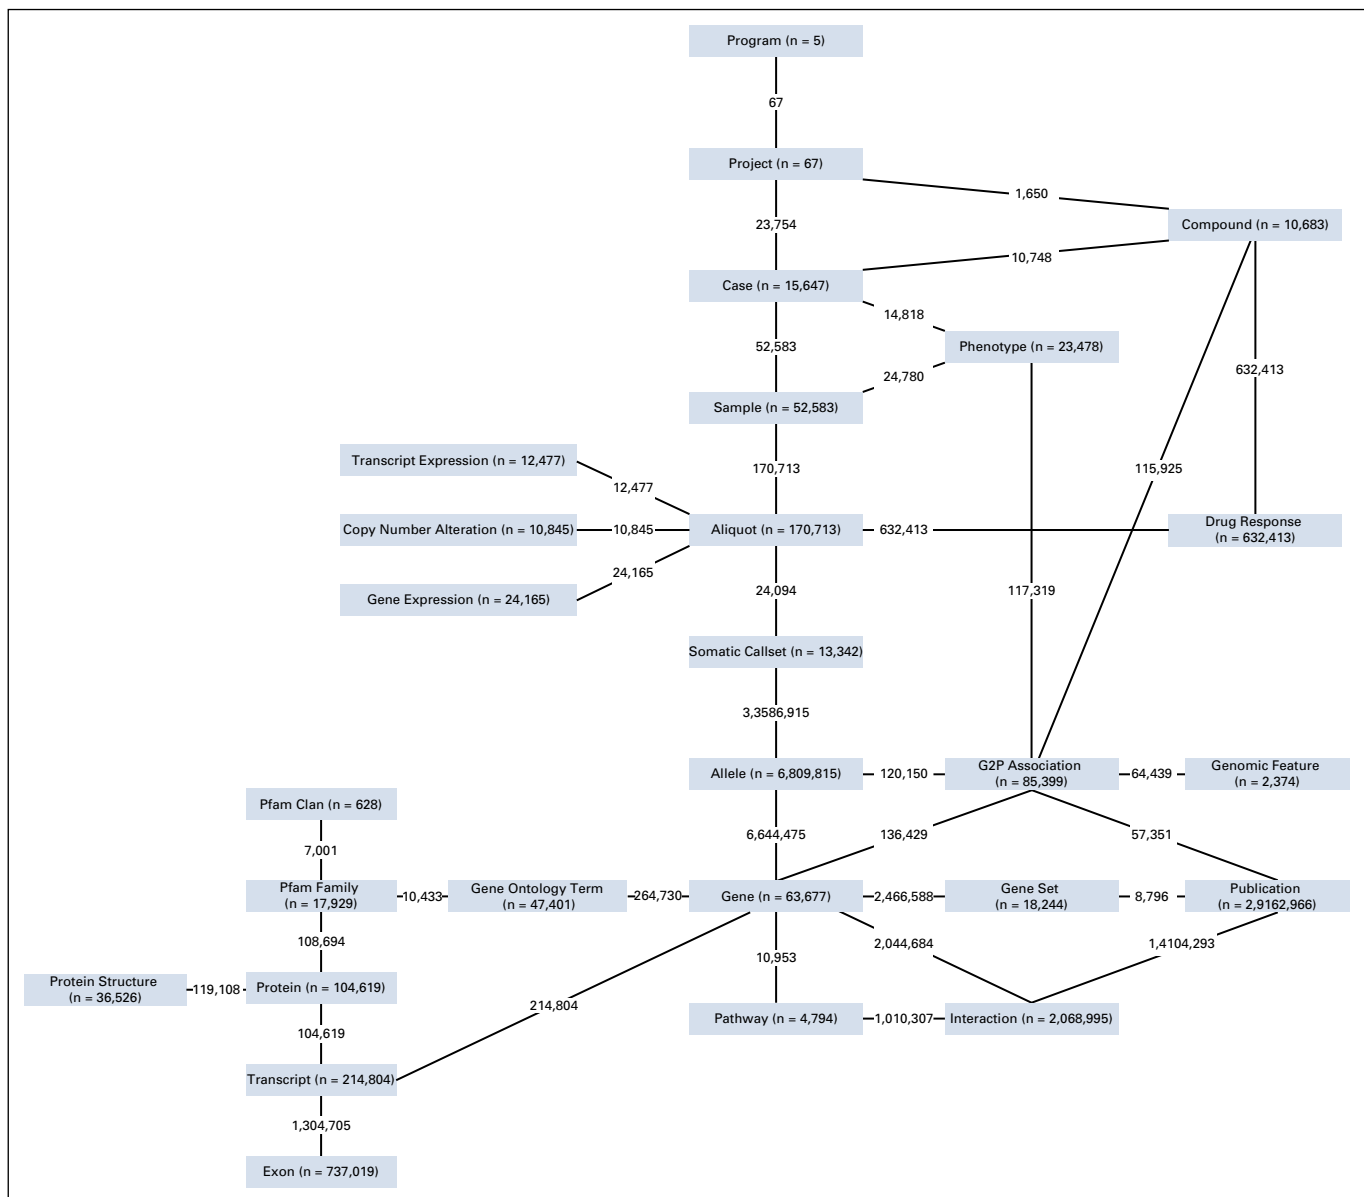 Program (n = 5)
67
Project (n = 67)
1,650
23,754
Compound (n = 10,683)
10,748
Case (n = 15,647)
14,818
52,583
Phenotype (n = 23,478)
632,413
24,780
Sample (n = 52,583)
Transcript Expression (n = 12,477)
170,713
115,925
12,477
Copy Number Alteration (n = 10,845)
10,845
Aliquot (n = 170,713)
632,413
Drug Response
(n = 632,413)
24,165
Gene Expression (n = 24,165)
24,094
117,319
Somatic Callset (n = 13,342)
3,3586,915
Allele (n = 6,809,815)
120,150
G2P Association
(n = 85,399)
64,439
Genomic Feature
(n = 2,374)
Pfam Clan (n = 628)
6,644,475
136,429
57,351
7,001
Pfam Family
(n = 17,929)
10,433
Gene Ontology Term
(n = 47,401)
264,730
Gene (n = 63,677)
2,466,588
Gene Set
(n = 18,244)
8,796
Publication
(n = 2,9162,966)
108,694
10,953
2,044,684
1,4104,293
Protein Structure
(n = 36,526)
119,108
Protein (n = 104,619)
214,804
Pathway (n = 4,794)
1,010,307
Interaction (n = 2,068,995)
104,619
Transcript (n = 214,804)
1,304,705
Exon (n = 737,019)